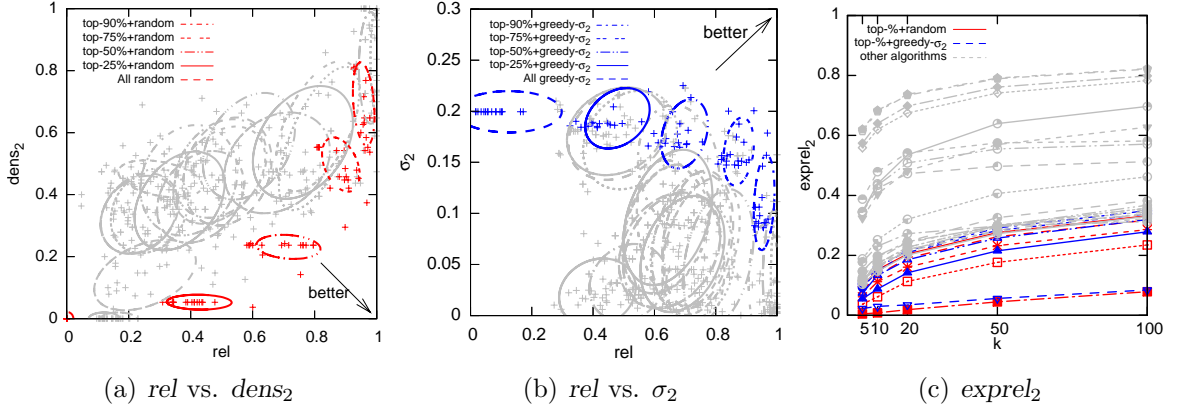 top-90%+random
top-75%+random
top-50%+random
top-25%+random
All random
better
dens2
1
0.8
0.6
0.4
0.2
0
0 0.2 0.4 0.6 0.8 1
rel
(a) rel vs. dens2
top-90%+greedy-σ2
top-75%+greedy-σ2
top-50%+greedy-σ2
top-25%+greedy-σ2
All greedy-σ2
better
σ2
0.3
0.25
0.2
0.15
0.1
0.05
0
0 0.2 0.4 0.6 0.8 1
rel
(b) rel vs. σ2
top-%+random
top-%+greedy-σ2
other algorithms
exprel2
1
0.8
0.6
0.4
0.2
0
5 10 20 50 100
k
(c) exprel2